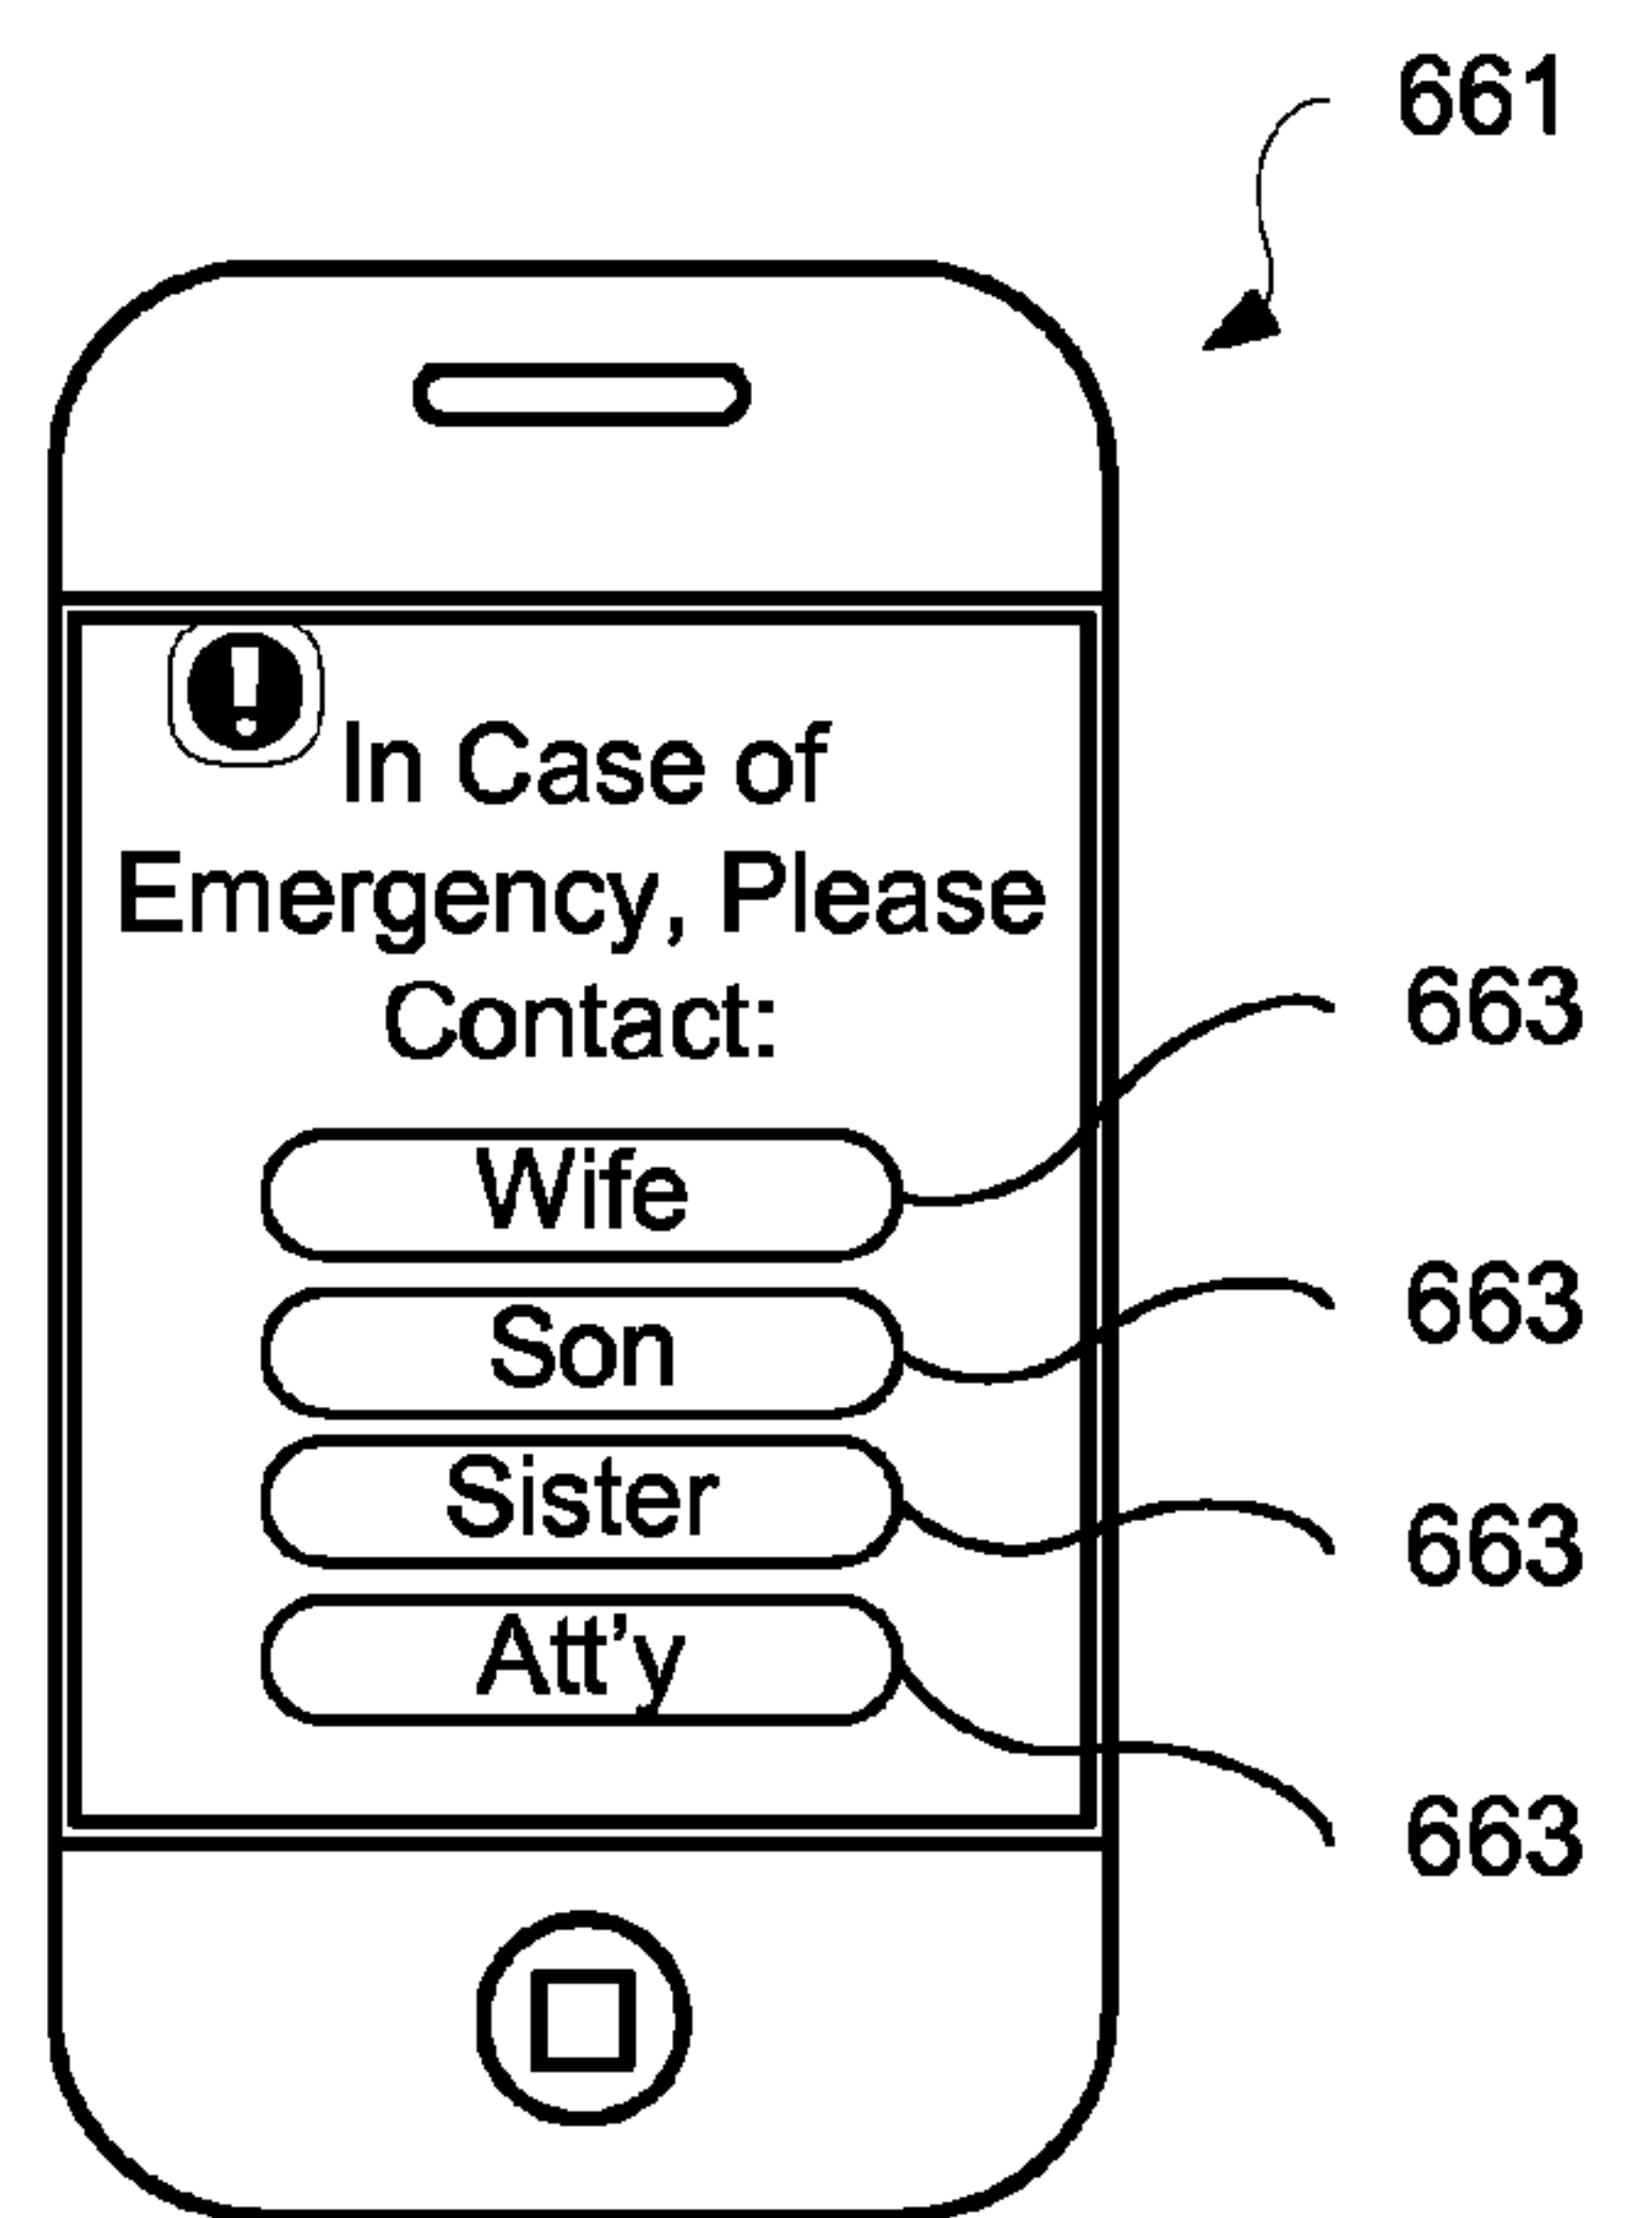 661
!
In Case of
Emergency, Please
Contact:
663
Wife
663
Son
663
Sister
663
Att'y